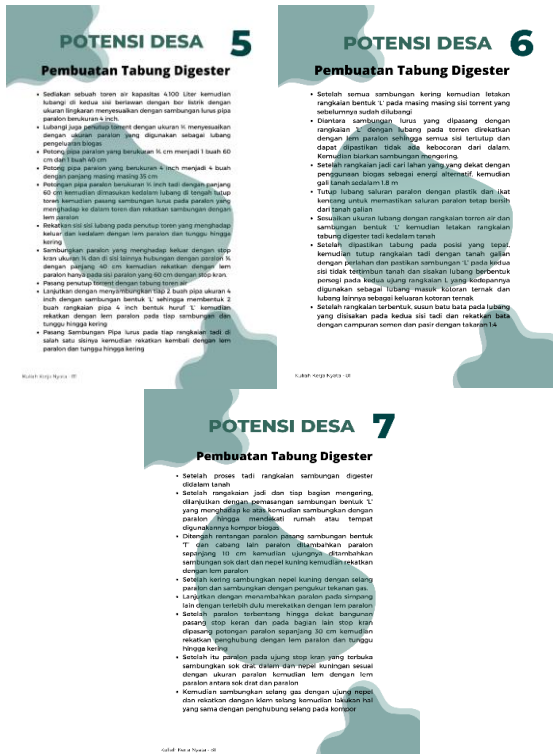 POTENSI DESA 5
Pembuatan Tabung Digester
• Sediakan sebuah toren air kapasitas 4.100 Liter kemudian
lubangi di kedua sisi berlawan dengan bor listrik dengan
ukuran lingkaran menyesuaikan dengan sambungan lurus pipa
paralon berukuran 4 inch.
• Lubangi juga penutup torrent dengan ukuran ¾ menyesuaikan
dengan ukuran paralon yang digunakan sebagai lubang
pengeluaran biogas
• Potong pipa paralon yang berukuran ¾ inch menjadi 1 buah 60
cm dan 1 buah 40 cm
• Potong pipa paralon yang berukuran 4 inch menjadi 4 buah
dengan panjang masing masing 35 cm
• Potongan pipa paralon berukuran ¾ inch tadi dengan panjang
60 cm kemudian dimasukan kedalam lubang di tengah tutup
toren kemudian pasang sambungan lurus pada paralon yang
menghadap ke dalam toren dan rekatkan sambungan dengan
lem paralon
• Rekatkan sisi sisi lubang pada penutup toren yang menghadap
keluar dan kedalam dengan lem paralon dan tunggu hingga
kering
• Sambungkan paralon yang menghadap keluar dengan stop
kran ukuran ¾ dan di sisi lainnya hubungan dengan paralon ¾
dengan panjang 40 cm kemudian rekatkan dengan lem
paralon hanya pada sisi paralon yang 60 cm dengan stop kran.
• Pasang penutup torrent dengan tabung toren air
• Lanjutkan dengan menyambungkan tiap 2 buah pipa ukuran 4
inch dengan sambungan bentuk 'L' sehingga membentuk 2
buah rangkaian pipa 4 inch bentuk huruf 'L' kemudian
rekatkan dengan lem paralon pada tiap sambungan dan
tunggu hingga kering
• Pasang Sambungan Pipa lurus pada tiap rangkaian tadi di
salah satu sisinya kemudian rekatkan kembali dengan lem
paralon dan tunggu hingga kering
Kuliah Kerja Nyata -
POTENSI DESA 6
Pembuatan Tabung Digester
• Setelah semua sambungan kering kemudian letakan
rangkaian bentuk 'L' pada masing masing sisi torrent yang
sebelumnya sudah dilubangi
• Diantara sambungan lurus yang dipasang dengan
rangkaian 'L' dengan lubang pada toren direkatkan
dengan lem paralon sehingga semua sisi tertutup dan
dapat dipastikan tidak ada kebocoran dari dalam.
Kemudian biarkan sambungan mengering.
• Setelah rangkaian jadi cari lahan yang yang dekat dengan
penggunaan biogas sebagai energi alternatif, kemudian
gali tanah sedalam 1.8 m
• Tutup lubang saluran paralon dengan plastik dan ikat
kencang untuk memastikan saluran paralon tetap bersih
dari tanah galian
• Sesuaikan ukuran lubang dengan rangkaian torren air dan
sambungan bentuk 'L' kemudian letakan rangkaian
tabung digester tadi kedalam tanah
• Setelah dipastikan tabung pada posisi yang tepat,
kemudian tutup rangkaian tadi dengan tanah galian
dengan perlahan dan pastikan sambungan 'L' pada kedua
sisi tidak tertimbun tanah dan sisakan lubang berbentuk
persegi pada kedua ujung rangkaian L yang kedepannya
digunakan sebagai lubang masuk kotoran ternak dan
lubang lainnya sebagai keluaran kotoran ternak
• Setelah rangkaian terbentuk, susun batu bata pada lubang
yang disisakan pada kedua sisi tadi dan rekatkan bata
dengan campuran semen dan pasir dengan takaran 1:4
Kuliah Kerja Nyata -
POTENSI DESA 7
Pembuatan Tabung Digester
• Setelah proses tadi rangkaian sambungan digester
didalam tanah
• Setelah rangakaian jadi dan tiap bagian mengering,
dilanjutkan dengan pemasangan sambungan bentuk 'L'
yang menghadap ke atas kemudian sambungkan dengan
paralon hingga mendekati rumah atau tempat
digunakannya kompor biogas
• Ditengah rentangan paralon pasang sambungan bentuk
'T' dan cabang lain paralon ditambahkan paralon
sepanjang 10 cm kemudian ujungnya ditambahkan
sambungan sok dart dan nepel kuning kemudian rekatkan
dengan lem paralon
• Setelah kering sambungkan nepel kuning dengan selang
paralon dan sambungkan dengan pengukur tekanan gas.
• Lanjutkan dengan menambahkan paralon pada simpang
lain dengan terlebih dulu merekatkan dengan lem paralon
• Setelah paralon terbentang hingga dekat bangunan
pasang stop keran dan pada bagian lain stop kran
dipasang potongan paralon sepanjang 30 cm kemudian
rekatkan penghubung dengan lem paralon dan tunggu
hingga kering
• Setelah itu paralon pada ujung stop kran yang terbuka
sambungkan sok drat dalam dan nepel kuningan sesuai
dengan ukuran paralon kemudian lem dengan lem
paralon antara sok drat dan paralon
• Kemudian sambungkan selang gas dengan ujung nepel
dan rekatkan dengan klem selang kemudian lakukan hal
yang sama dengan penghubung selang pada kompor
Kuliah Kerja Nyata -